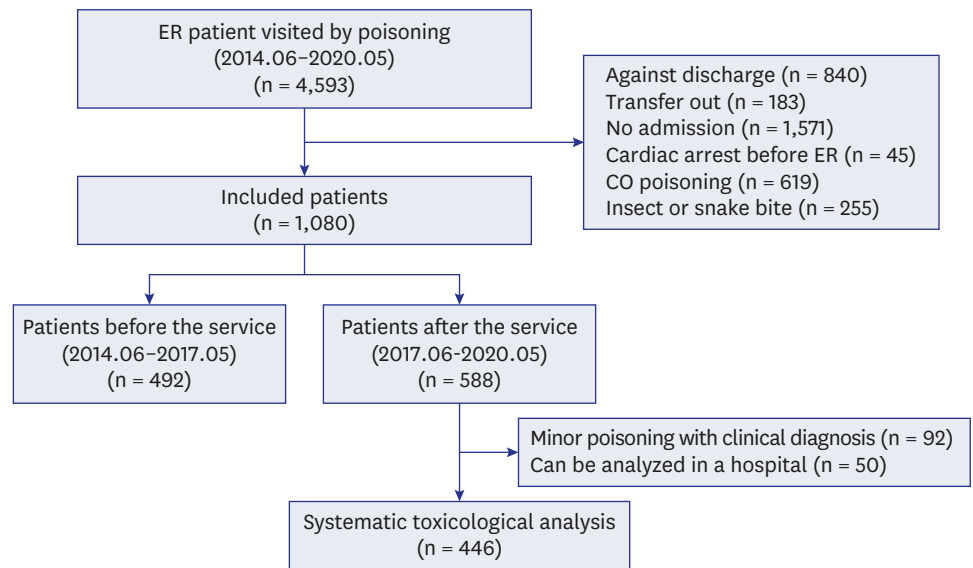 ER patient visited by poisoning
(2014.06–2020.05)
(n = 4,593)
Against discharge (n = 840)
Transfer out (n = 183)
No admission (n = 1,571)
Cardiac arrest before ER (n = 45)
CO poisoning (n = 619)
Insect or snake bite (n = 255)
Included patients
(n = 1,080)
Patients before the service
(2014.06–2017.05)
(n = 492)
Patients after the service
(2017.06-2020.05)
(n = 588)
Minor poisoning with clinical diagnosis (n = 92)
Can be analyzed in a hospital (n = 50)
Systematic toxicological analysis
(n = 446)